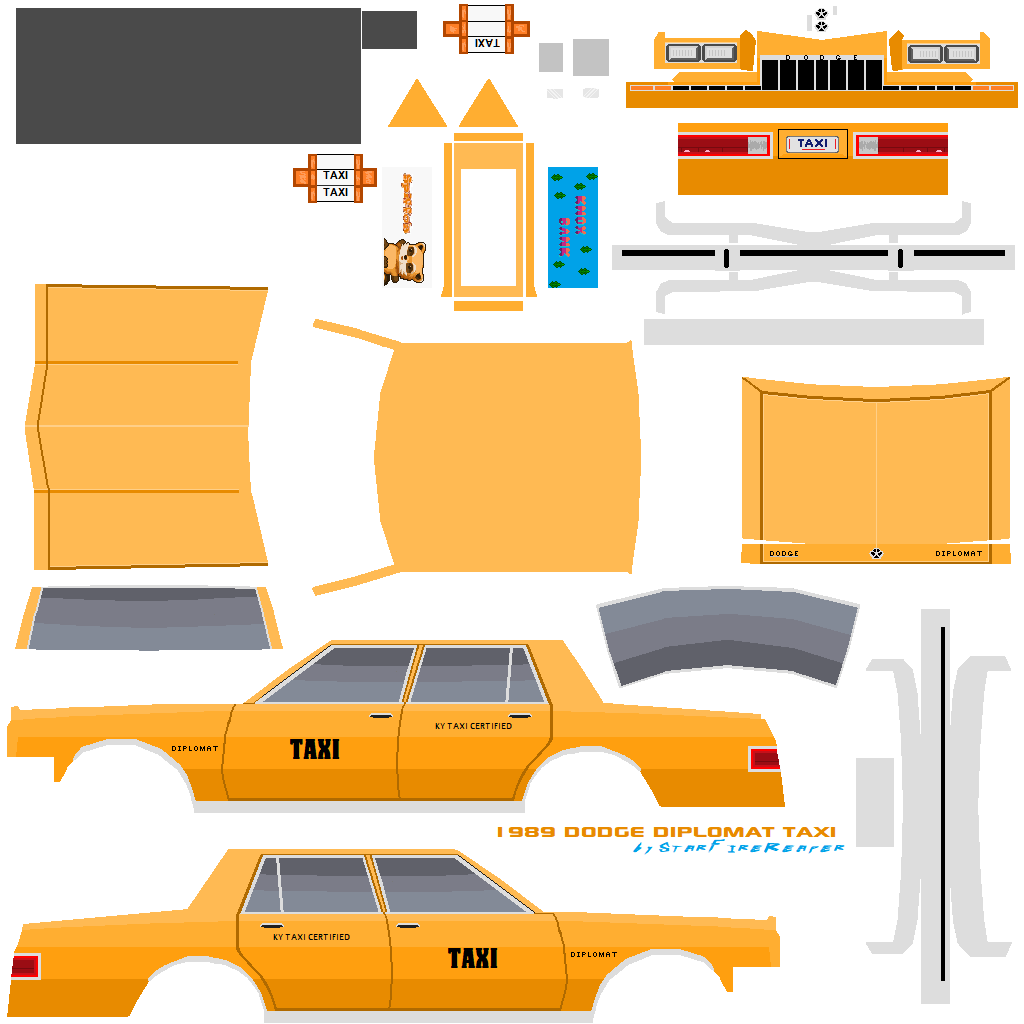 TAXI
D O D G E
TAXI
TAXI
TAXI
DODGE
DIPLOMAT
KY TAXI CERTIFIED
DIPLOMAT
TAXI
1989 DODGE DIPLOMAT TAXI
by StarFireReaper
KY TAXI CERTIFIED
TAXI
DIPLOMAT